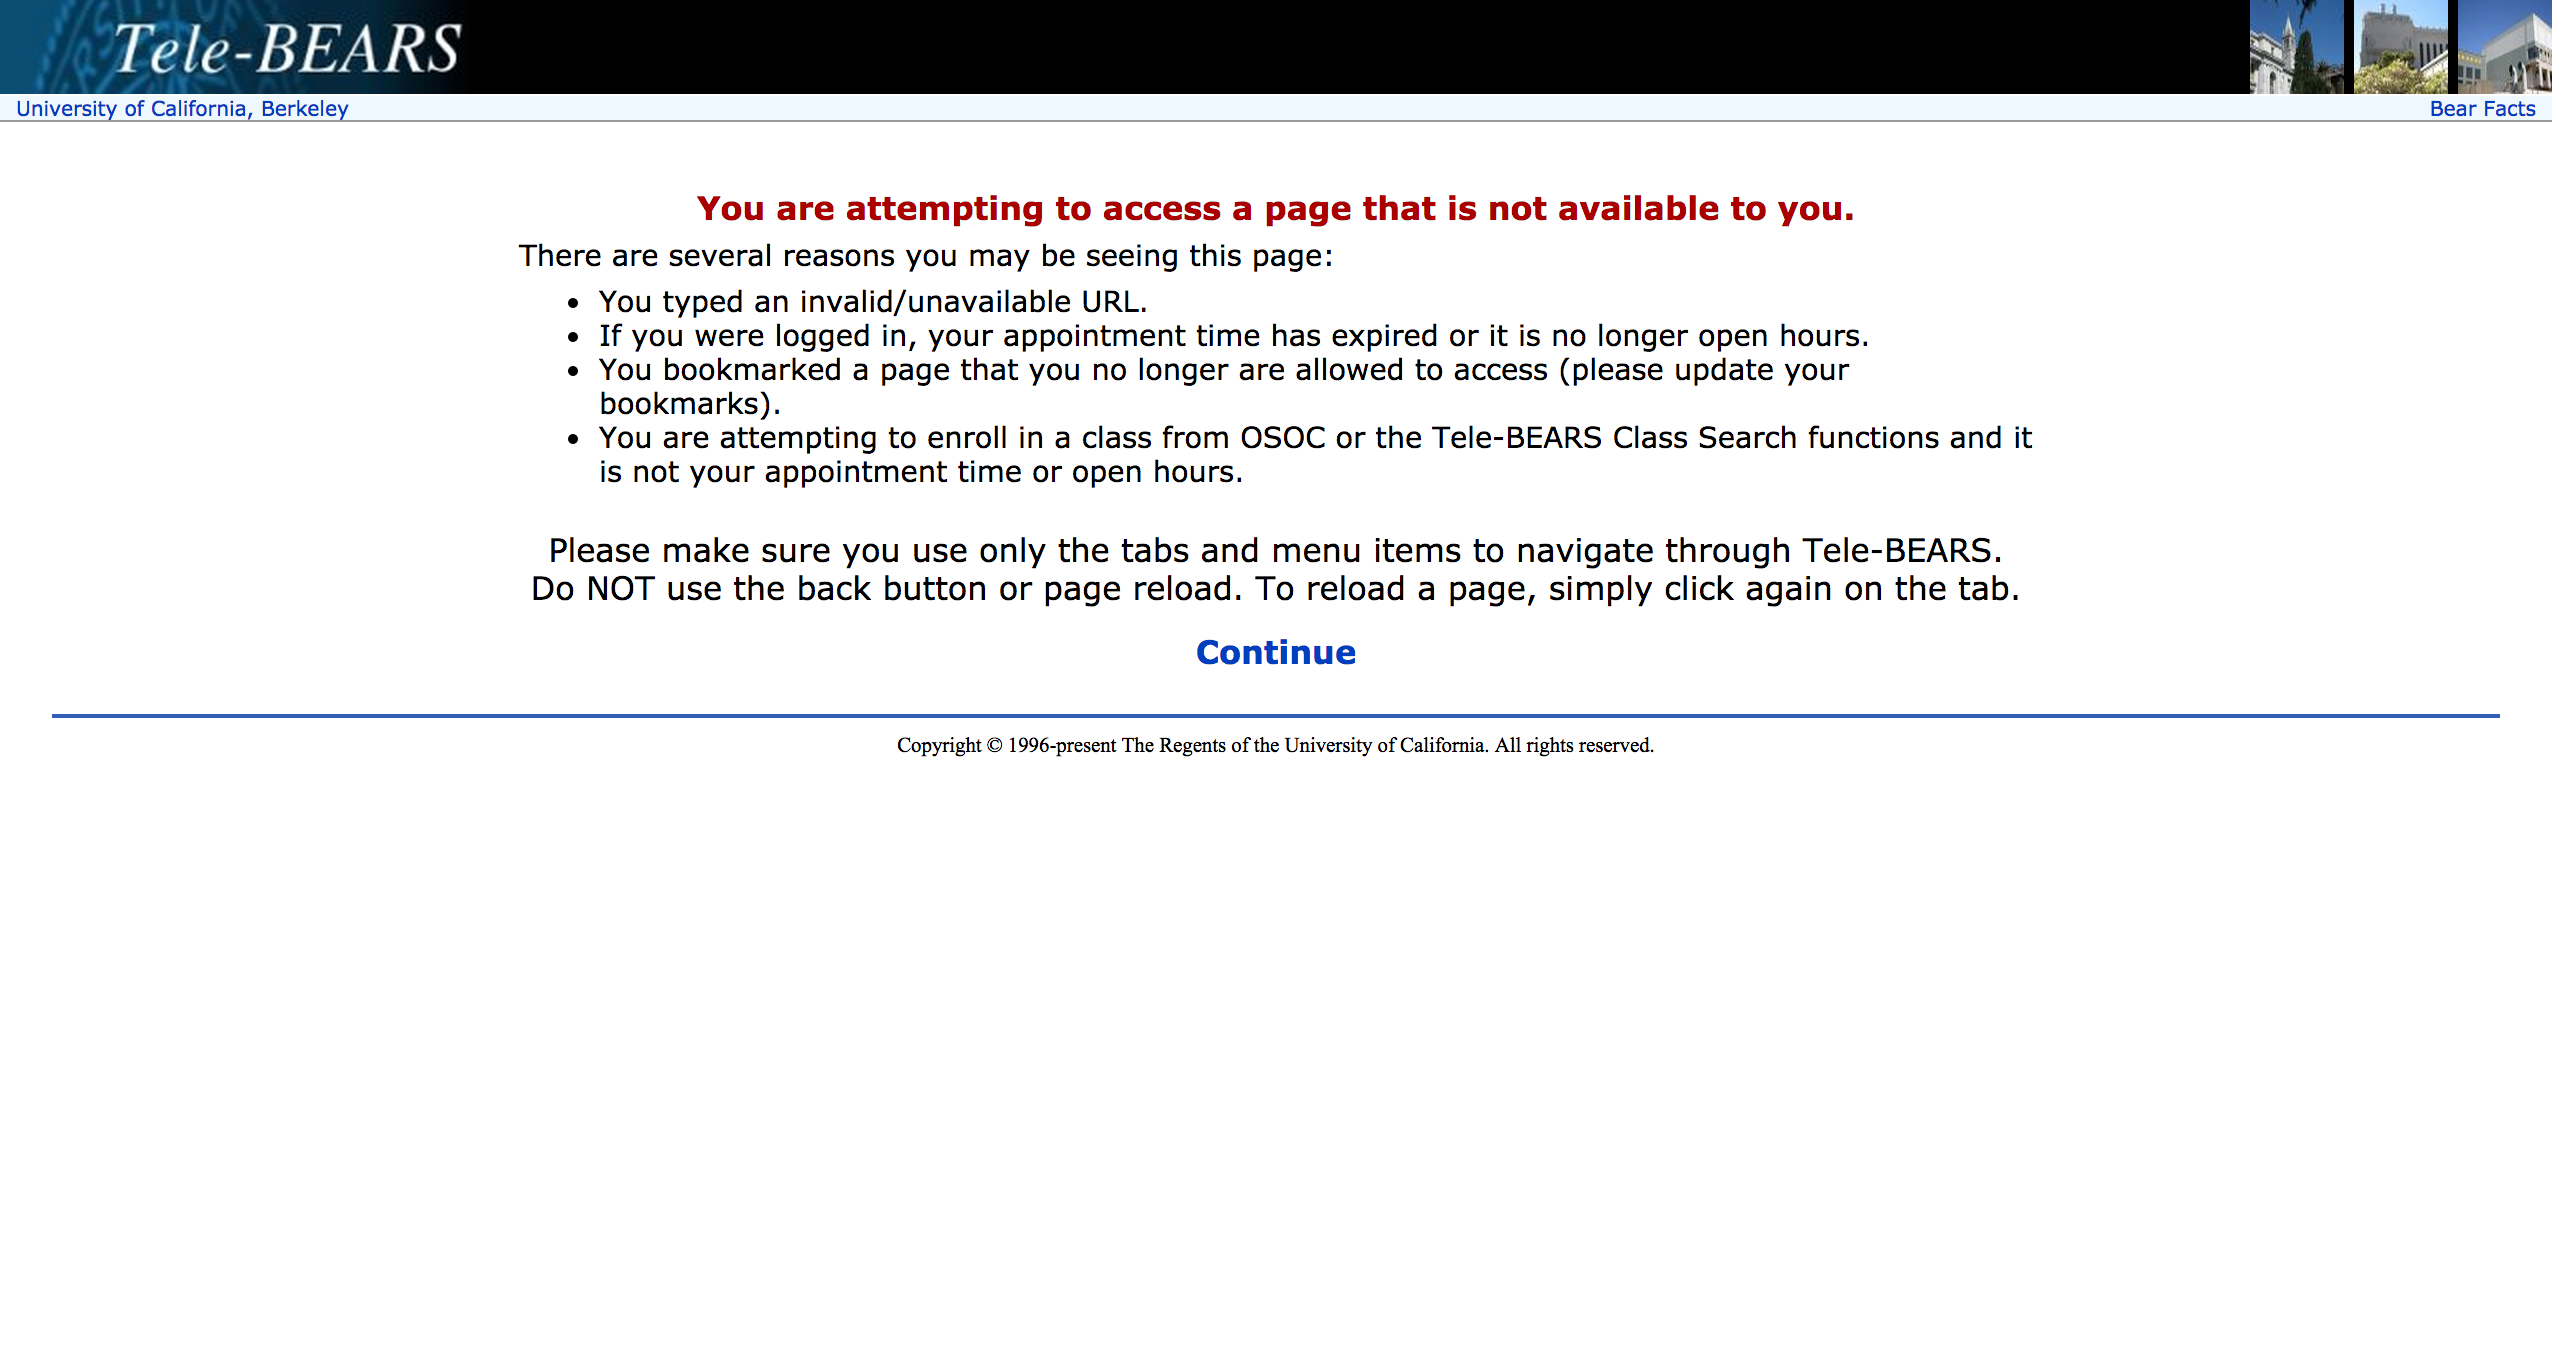 Tele-BEARS
University of California, Berkeley
Bear Facts
You are attempting to access a page that is not available to you.
There are several reasons you may be seeing this page:
• You typed an invalid/unavailable URL.
• If you were logged in, your appointment time has expired or it is no longer open hours.
• You bookmarked a page that you no longer are allowed to access (please update your
bookmarks).
• You are attempting to enroll in a class from OSOC or the Tele-BEARS Class Search functions and it
is not your appointment time or open hours.
Please make sure you use only the tabs and menu items to navigate through Tele-BEARS.
Do NOT use the back button or page reload. To reload a page, simply click again on the tab.
Continue
Copyright © 1996-present The Regents of the University of California. All rights reserved.